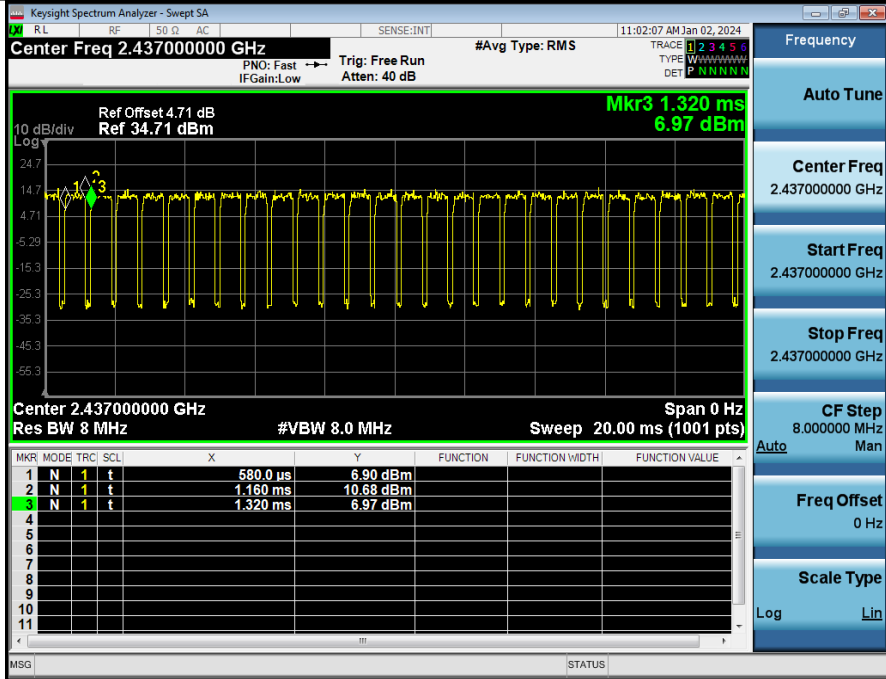 Keysight Spectrum Analyzer - Swept SA
LXI RL RF 50 Ω AC SENSE:INT 11:02:07 AM Jan 02, 2024
Center Freq 2.437000000 GHz #Avg Type: RMS TRACE 1 2 3 4 5 6
PNO: Fast Trig: Free Run TYPE WWWWWW
IFGain:Low Atten: 40 dB DET P N N N N N
Ref Offset 4.71 dB Mkr3 1.320 ms
10 dB/div Ref 34.71 dBm 6.97 dBm
Log
24.7
14.7
4.71
-5.29
-15.3
-25.3
-35.3
-45.3
-55.3
1 2 3
Center 2.437000000 GHz Span 0 Hz
Res BW 8 MHz #VBW 8.0 MHz Sweep 20.00 ms (1001 pts)
MKR MODE TRC SCL X Y FUNCTION FUNCTION WIDTH FUNCTION VALUE
1 N 1 t 580.0 µs 6.90 dBm
2 N 1 t 1.160 ms 10.68 dBm
3 N 1 t 1.320 ms 6.97 dBm
4
5
6
7
8
9
10
11
MSG STATUS
Frequency
Auto Tune
Center Freq
2.437000000 GHz
Start Freq
2.437000000 GHz
Stop Freq
2.437000000 GHz
CF Step
8.000000 MHz
Auto Man
Freq Offset
0 Hz
Scale Type
Log Lin